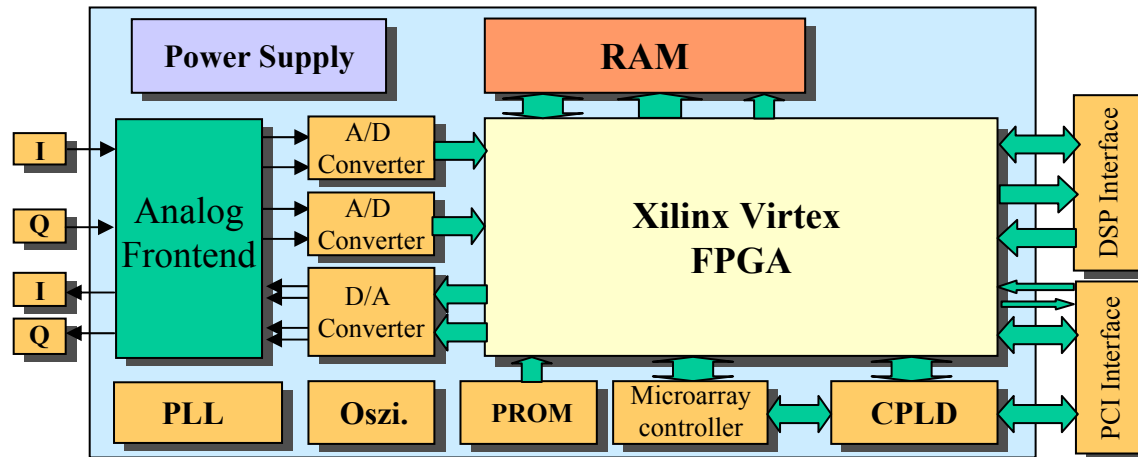 Power Supply
RAM
I
Q
I
Q
Analog
Frontend
A/D
Converter
A/D
Converter
D/A
Converter
Xilinx Virtex
FPGA
DSP Interface
PCI Interface
PLL
Oszi.
PROM
Microarray
controller
CPLD